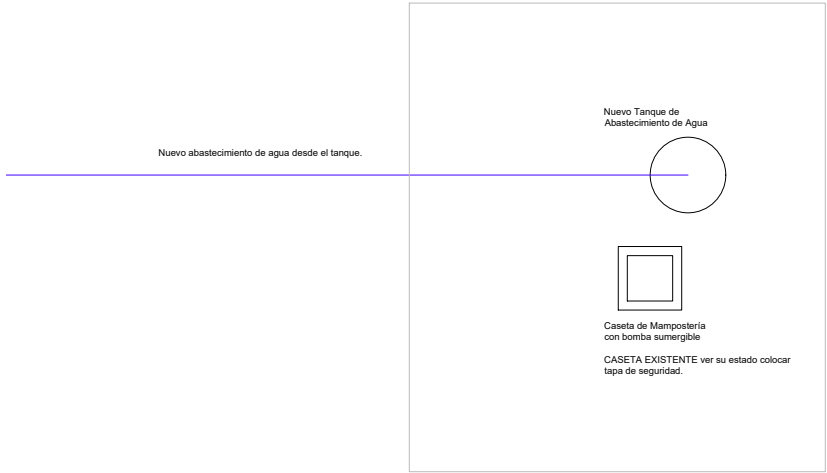 Nuevo Tanque de
Abastecimiento de Agua
Nuevo abastecimiento de agua desde el tanque.
Caseta de Mampostería
con bomba sumergible
CASETA EXISTENTE ver su estado colocar
tapa de seguridad.